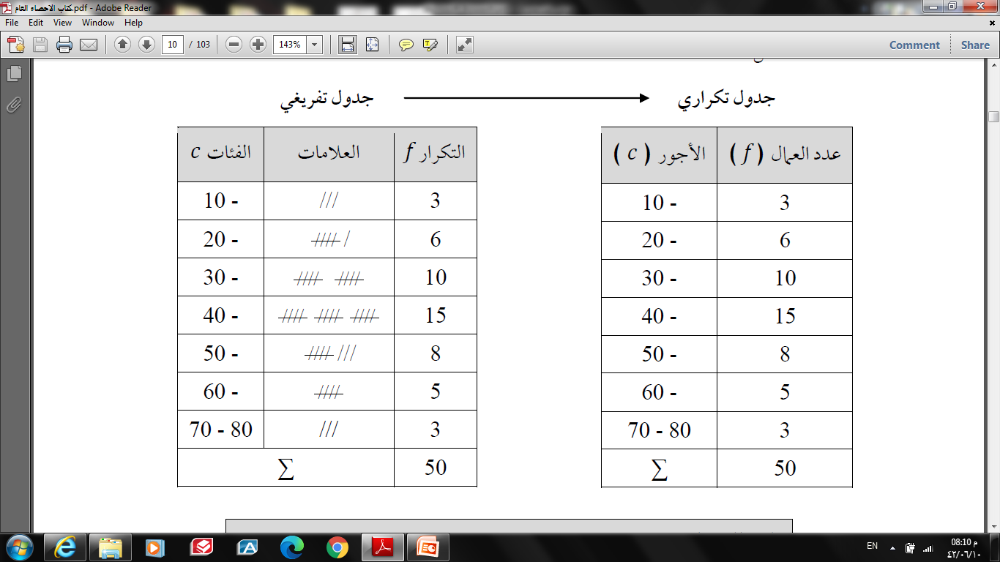 كتاب الاحصاء العام.pdf - Adobe Reader
File Edit View Window Help
10 / 103 143% Comment Share
جدول تكراري جدول تفريغي
الفئات c العلامات التكرار f
10 - /// 3
20 - //// / 6
30 - //// //// 10
40 - //// //// //// 15
50 - //// /// 8
60 - //// 5
70 - 80 /// 3
∑ 50
الأجور ( c ) عدد العمال ( f )
10 - 3
20 - 6
30 - 10
40 - 15
50 - 8
60 - 5
70 - 80 3
∑ 50
EN
08:10 م
٤٢/٠٦/١٠